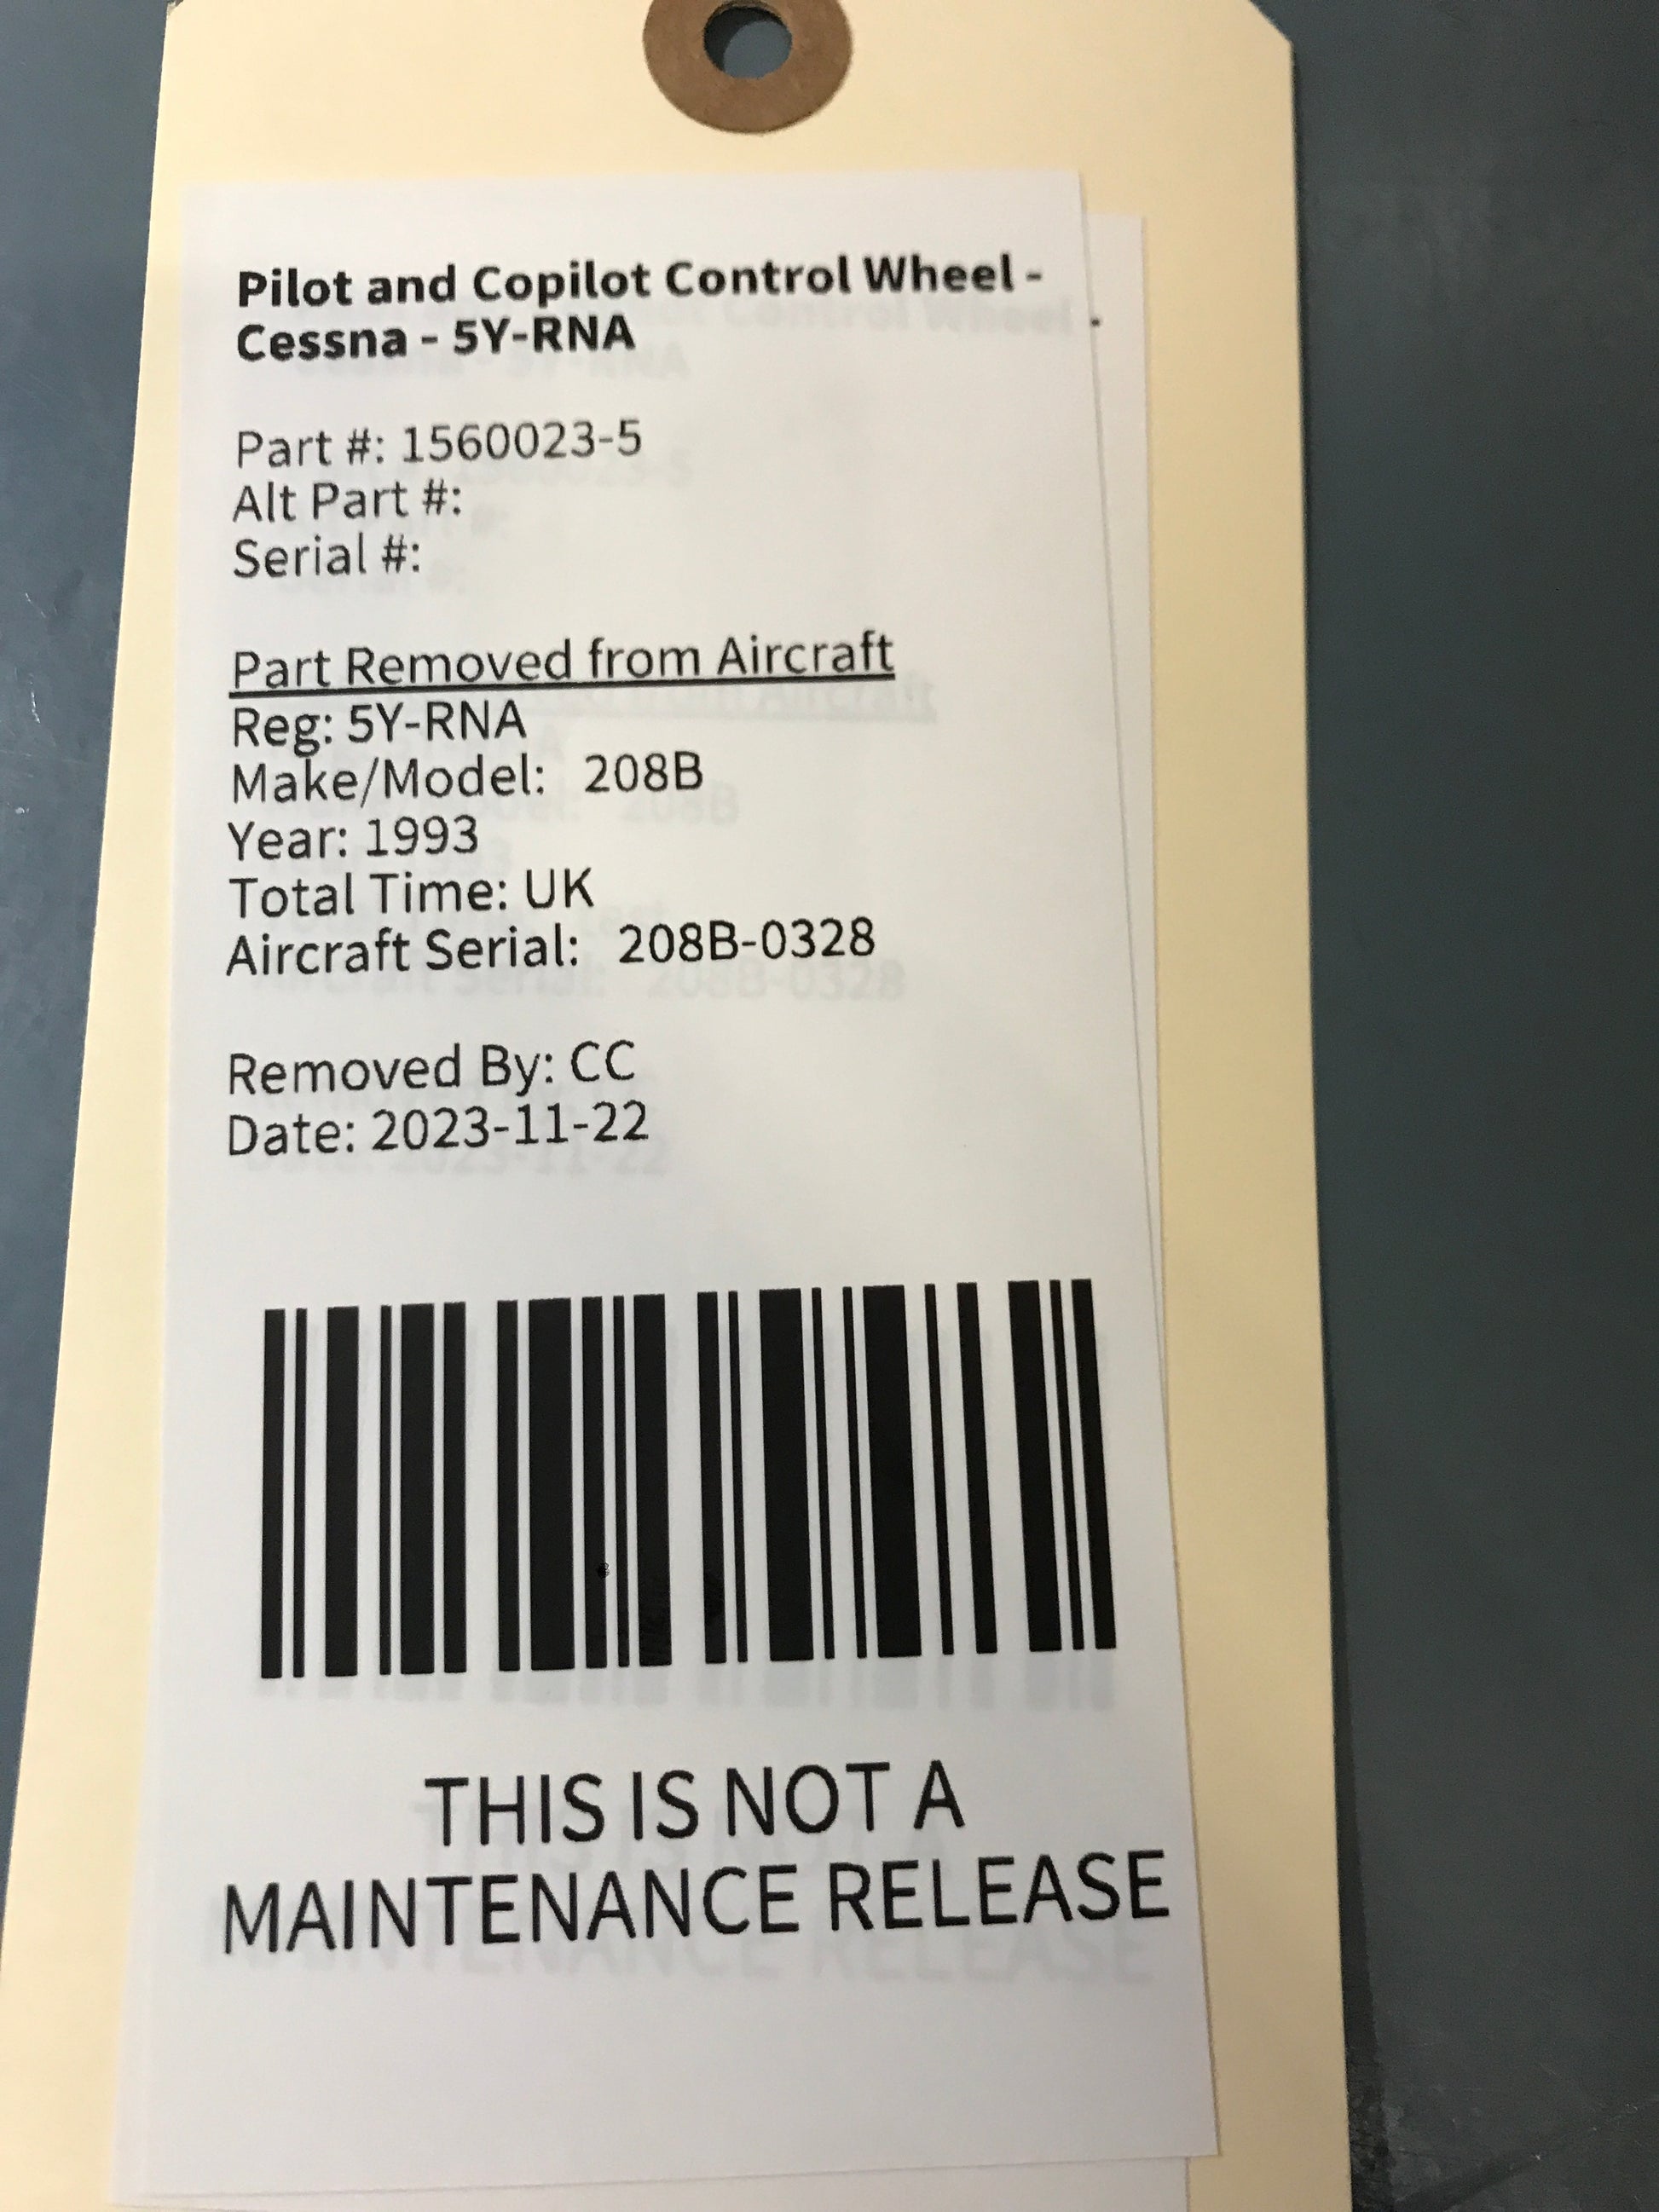 Pilot and Copilot Control Wheel -
Cessna - 5Y-RNA
Part #: 1560023-5
Alt Part #:
Serial #:
Part Removed from Aircraft
Reg: 5Y-RNA
Make/Model: 208B
Year: 1993
Total Time: UK
Aircraft Serial: 208B-0328
Removed By: CC
Date: 2023-11-22
THIS IS NOT A
MAINTENANCE RELEASE